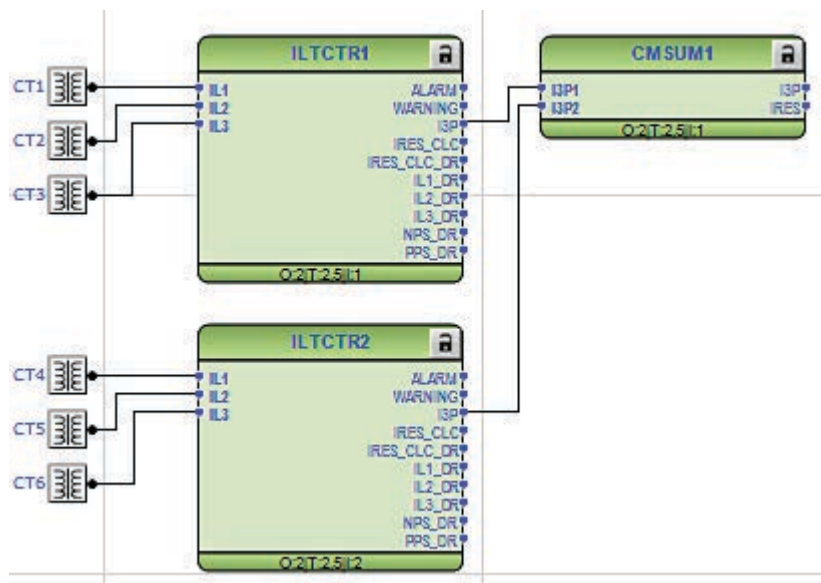 ILTCTR1
CT1
IL1
ALARM
CT2
IL2
WARNING
CT3
IL3
I3P
IRES_CLC
IRES_CLC_DR
IL1_DR
IL2_DR
IL3_DR
NPS_DR
PPS_DR
O:2|T:2.5|I:1
CMSUM1
I3P1
I3P
I3P2
IRES
O:2|T:2.5|I:1
ILTCTR2
CT4
IL1
ALARM
CT5
IL2
WARNING
CT6
IL3
I3P
IRES_CLC
IRES_CLC_DR
IL1_DR
IL2_DR
IL3_DR
NPS_DR
PPS_DR
O:2|T:2.5|I:2